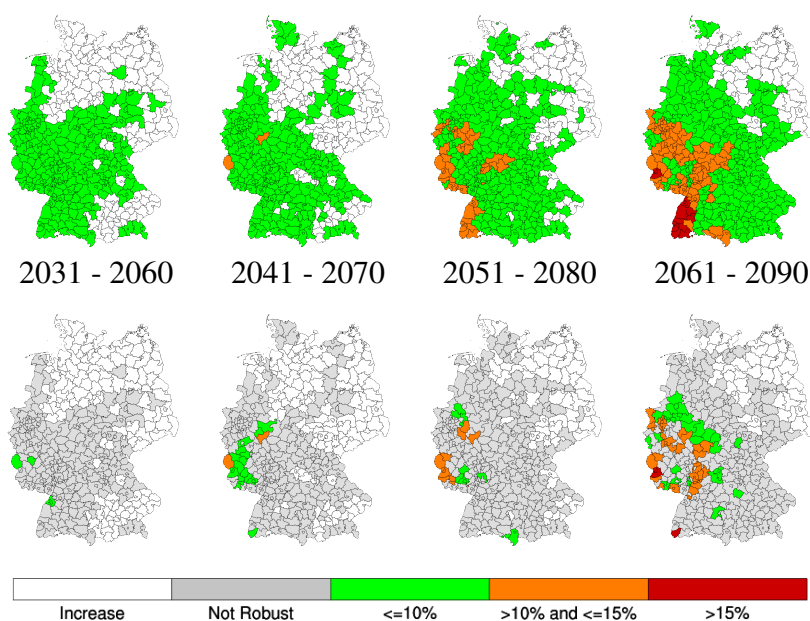 2031 - 2060 2041 - 2070 2051 - 2080 2061 - 2090
Increase Not Robust <=10% >10% and <=15% >15%